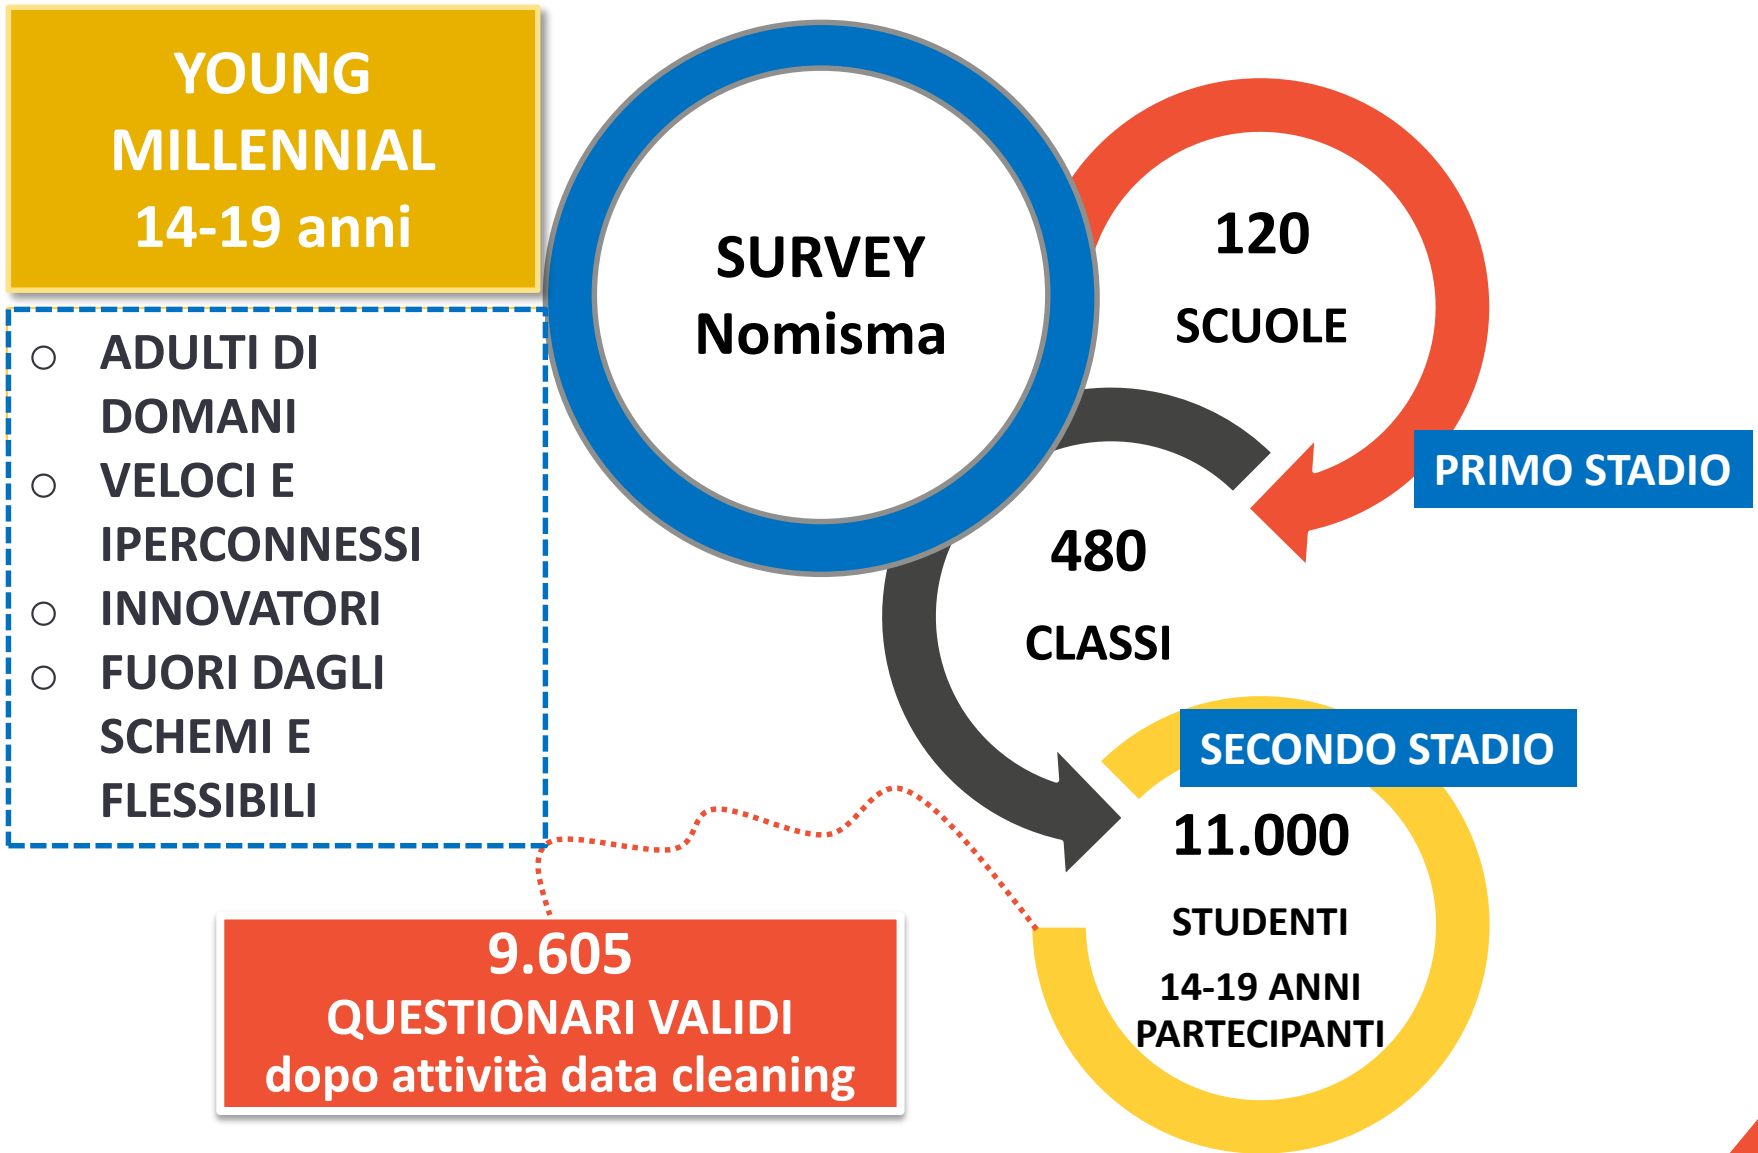 YOUNG
MILLENNIAL
14-19 anni
o ADULTI DI
DOMANI
o VELOCI E
IPERCONNESSI
o INNOVATORI
o FUORI DAGLI
SCHEMI E
FLESSIBILI
SURVEY
Nomisma
120
SCUOLE
PRIMO STADIO
480
CLASSI
SECONDO STADIO
11.000
STUDENTI
14-19 ANNI
PARTECIPANTI
9.605
QUESTIONARI VALIDI
dopo attività data cleaning